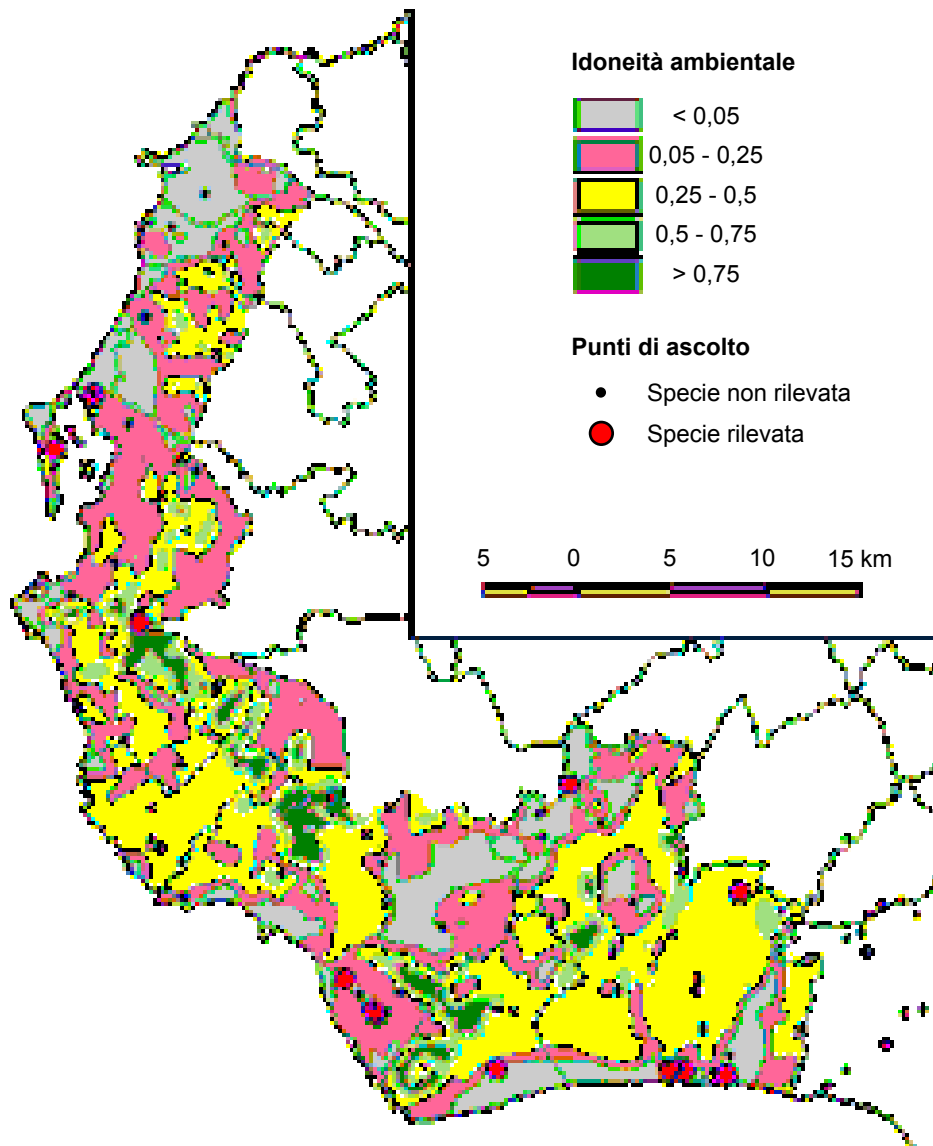 Idoneità ambientale
< 0,05
0,05 - 0,25
0,25 - 0,5
0,5 - 0,75
> 0,75
Punti di ascolto
Specie non rilevata
Specie rilevata
5 0 5 10 15 km